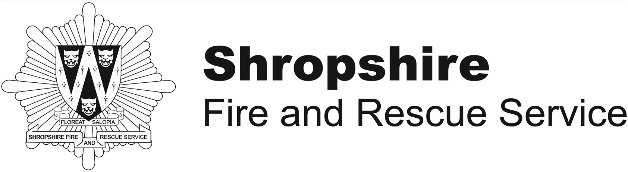 FLOREAT SALOPIA
SHROPSHIRE FIRE AND RESCUE SERVICE
Shropshire
Fire and Rescue Service